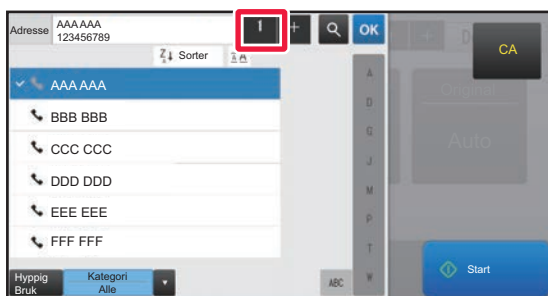 Adresse
AAA AAA
123456789
1
+
OK
CA
Sorter
AAA AAA
BBB BBB
CCC CCC
DDD DDD
EEE EEE
FFF FFF
A
D
G
J
M
P
T
W
ABC
Original
Auto
Hyppig
Bruk
Kategori
Alle
Start